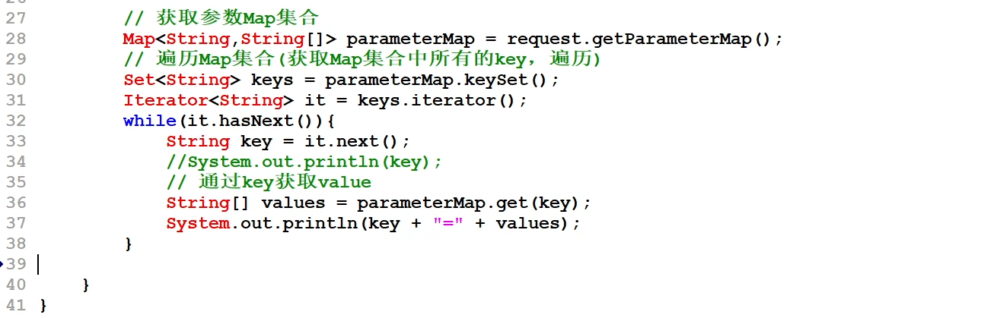 27 // 获取参数Map集合
28 Map<String,String[]> parameterMap = request.getParameterMap();
29 // 遍历Map集合(获取Map集合中所有的key，遍历)
30 Set<String> keys = parameterMap.keySet();
31 Iterator<String> it = keys.iterator();
32 while(it.hasNext()){
33 String key = it.next();
34 //System.out.println(key);
35 // 通过key获取value
36 String[] values = parameterMap.get(key);
37 System.out.println(key + "=" + values);
38 }
39
40 }
41 }